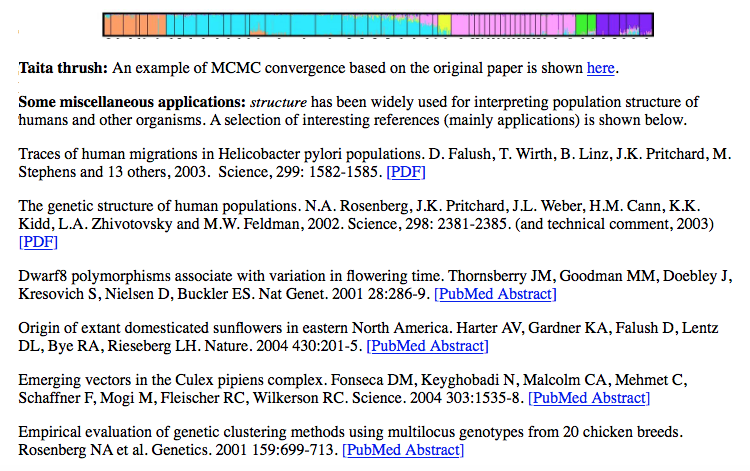 Taita thrush: An example of MCMC convergence based on the original paper is shown here.
Some miscellaneous applications: structure has been widely used for interpreting population structure of
humans and other organisms. A selection of interesting references (mainly applications) is shown below.
Traces of human migrations in Helicobacter pylori populations. D. Falush, T. Wirth, B. Linz, J.K. Pritchard, M.
Stephens and 13 others, 2003. Science, 299: 1582-1585. [PDF]
The genetic structure of human populations. N.A. Rosenberg, J.K. Pritchard, J.L. Weber, H.M. Cann, K.K.
Kidd, L.A. Zhivotovsky and M.W. Feldman, 2002. Science, 298: 2381-2385. (and technical comment, 2003)
[PDF]
Dwarf8 polymorphisms associate with variation in flowering time. Thornsberry JM, Goodman MM, Doebley J,
Kresovich S, Nielsen D, Buckler ES. Nat Genet. 2001 28:286-9. [PubMed Abstract]
Origin of extant domesticated sunflowers in eastern North America. Harter AV, Gardner KA, Falush D, Lentz
DL, Bye RA, Rieseberg LH. Nature. 2004 430:201-5. [PubMed Abstract]
Emerging vectors in the Culex pipiens complex. Fonseca DM, Keyghobadi N, Malcolm CA, Mehmet C,
Schaffner F, Mogi M, Fleischer RC, Wilkerson RC. Science. 2004 303:1535-8. [PubMed Abstract]
Empirical evaluation of genetic clustering methods using multilocus genotypes from 20 chicken breeds.
Rosenberg NA et al. Genetics. 2001 159:699-713. [PubMed Abstract]